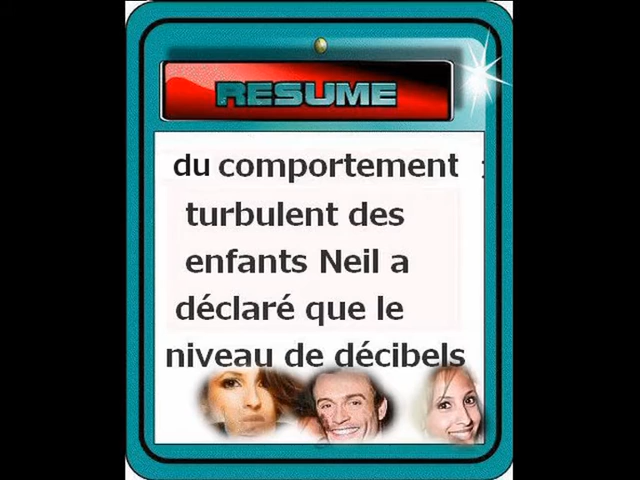 RESUME
du comportement
turbulent des
enfants Neil a
déclaré que le
niveau de décibels